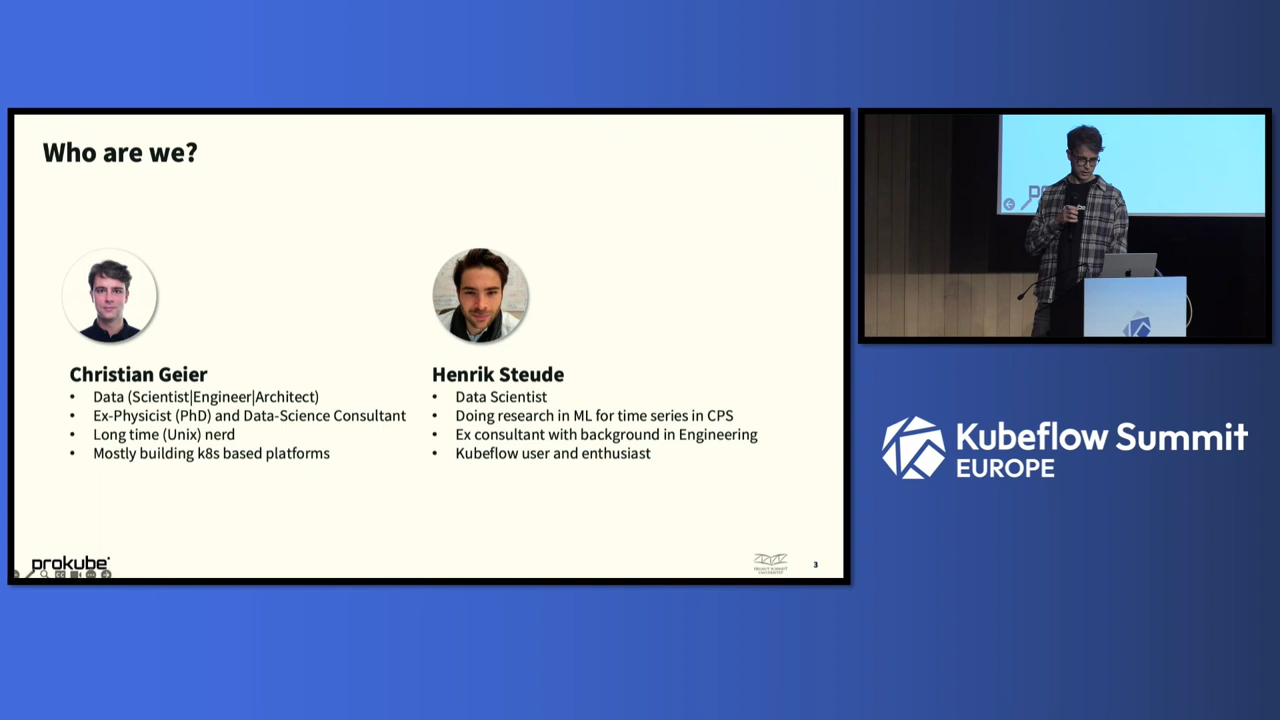 Who are we?
Christian Geier
• Data (Scientist|Engineer|Architect)
• Ex-Physicist (PhD) and Data-Science Consultant
• Long time (Unix) nerd
• Mostly building k8s based platforms
Henrik Steude
• Data Scientist
• Doing research in ML for time series in CPS
• Ex consultant with background in Engineering
• Kubeflow user and enthusiast
prokube
3
Kubeflow Summit
EUROPE